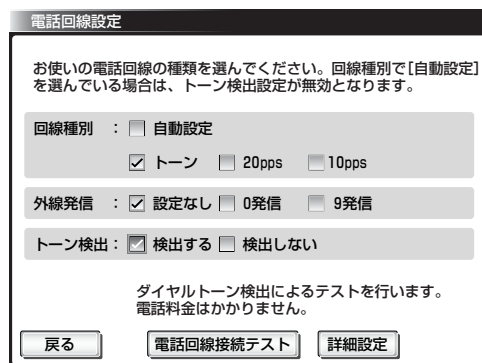 電話回線設定
お使いの電話回線の種類を選んでください。回線種別で[自動設定]
を選んでいる場合は、トーン検出設定が無効となります。
回線種別 : 自動設定
トーン 20pps 10pps
外線発信 : 設定なし 0発信 9発信
トーン検出 : 検出する 検出しない
ダイヤルトーン検出によるテストを行います。
電話料金はかかりません。
戻る 電話回線接続テスト 詳細設定